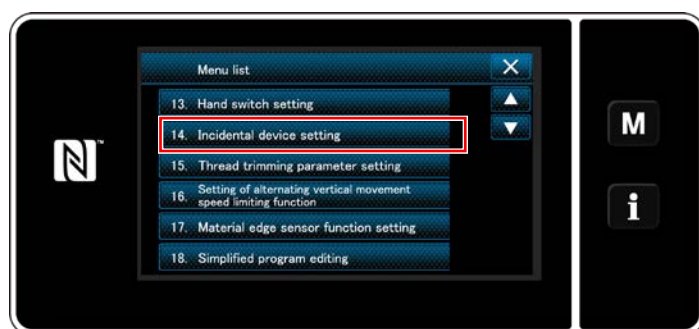 Menu list
13. Hand switch setting
14. Incidental device setting
15. Thread trimming parameter setting
16. Setting of alternating vertical movement
speed limiting function
17. Material edge sensor function setting
18. Simplified program editing
M
i
N